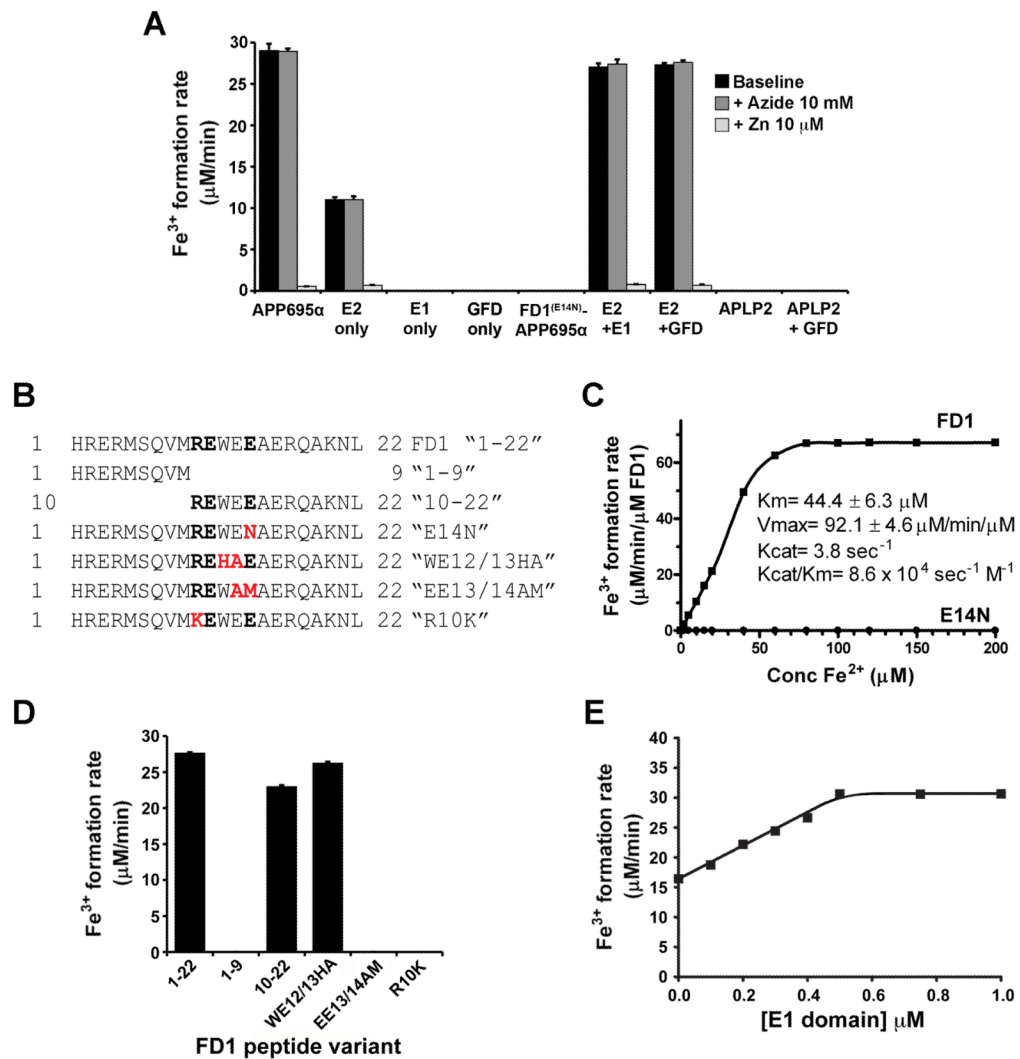 A
Fe³⁺ formation rate
(µM/min)
30
25
20
15
10
5
0
Baseline
+ Azide 10 mM
+ Zn 10 µM
APP695α
E2
only
E1
only
GFD
only
FD1(E14N)-
APP695α
E2
+E1
E2
+GFD
APLP2
APLP2
+ GFD
B
1 HRERMSQVMREWEEAERQAKNL 22 FD1 “1-22”
1 HRERMSQVM 9 “1-9”
10 REWEEAERQAKNL 22 “10-22”
1 HRERMSQVMREWENAERQAKNL 22 “E14N”
1 HRERMSQVMREHAEAERQAKNL 22 “WE12/13HA”
1 HRERMSQVMREWAMAERQAKNL 22 “EE13/14AM”
1 HRERMSQVMKEWEEAERQAKNL 22 “R10K”
C
Fe³⁺ formation rate
(µM/min/µM FD1)
60
40
20
0
FD1
Km= 44.4 ± 6.3 µM
Vmax= 92.1 ± 4.6 µM/min/µM
Kcat= 3.8 sec⁻¹
Kcat/Km= 8.6 x 10⁴ sec⁻¹ M⁻¹
E14N
0 50 100 150 200
Conc Fe²⁺ (µM)
D
Fe³⁺ formation rate
(µM/min)
30
25
20
15
10
5
0
1-22
1-9
10-22
WE12/13HA
EE13/14AM
R10K
FD1 peptide variant
E
Fe³⁺ formation rate
(µM/min)
40
35
30
25
20
15
10
5
0
0.0 0.2 0.4 0.6 0.8 1.0
[E1 domain] µM